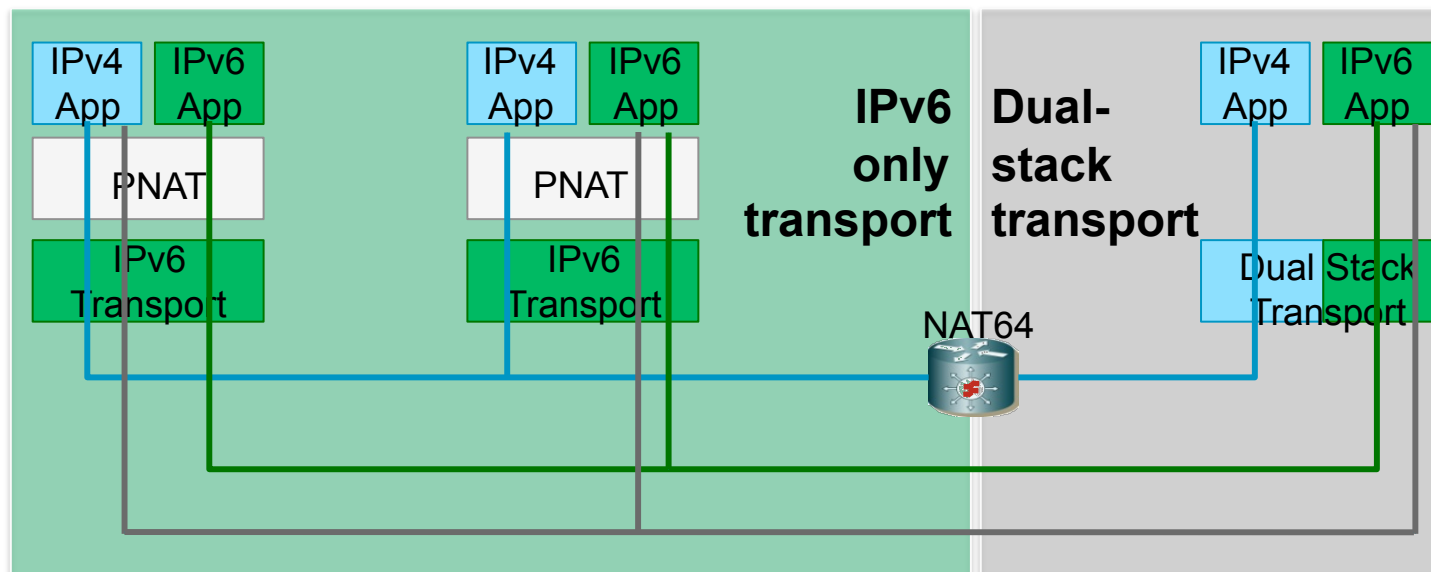 IPv4
App
IPv6
App
PNAT
IPv6
Transport
IPv4
App
IPv6
App
PNAT
IPv6
Transport
IPv6
only
transport
Dual-
stack
transport
NAT64
IPv4
App
IPv6
App
Dual Stack
Transport